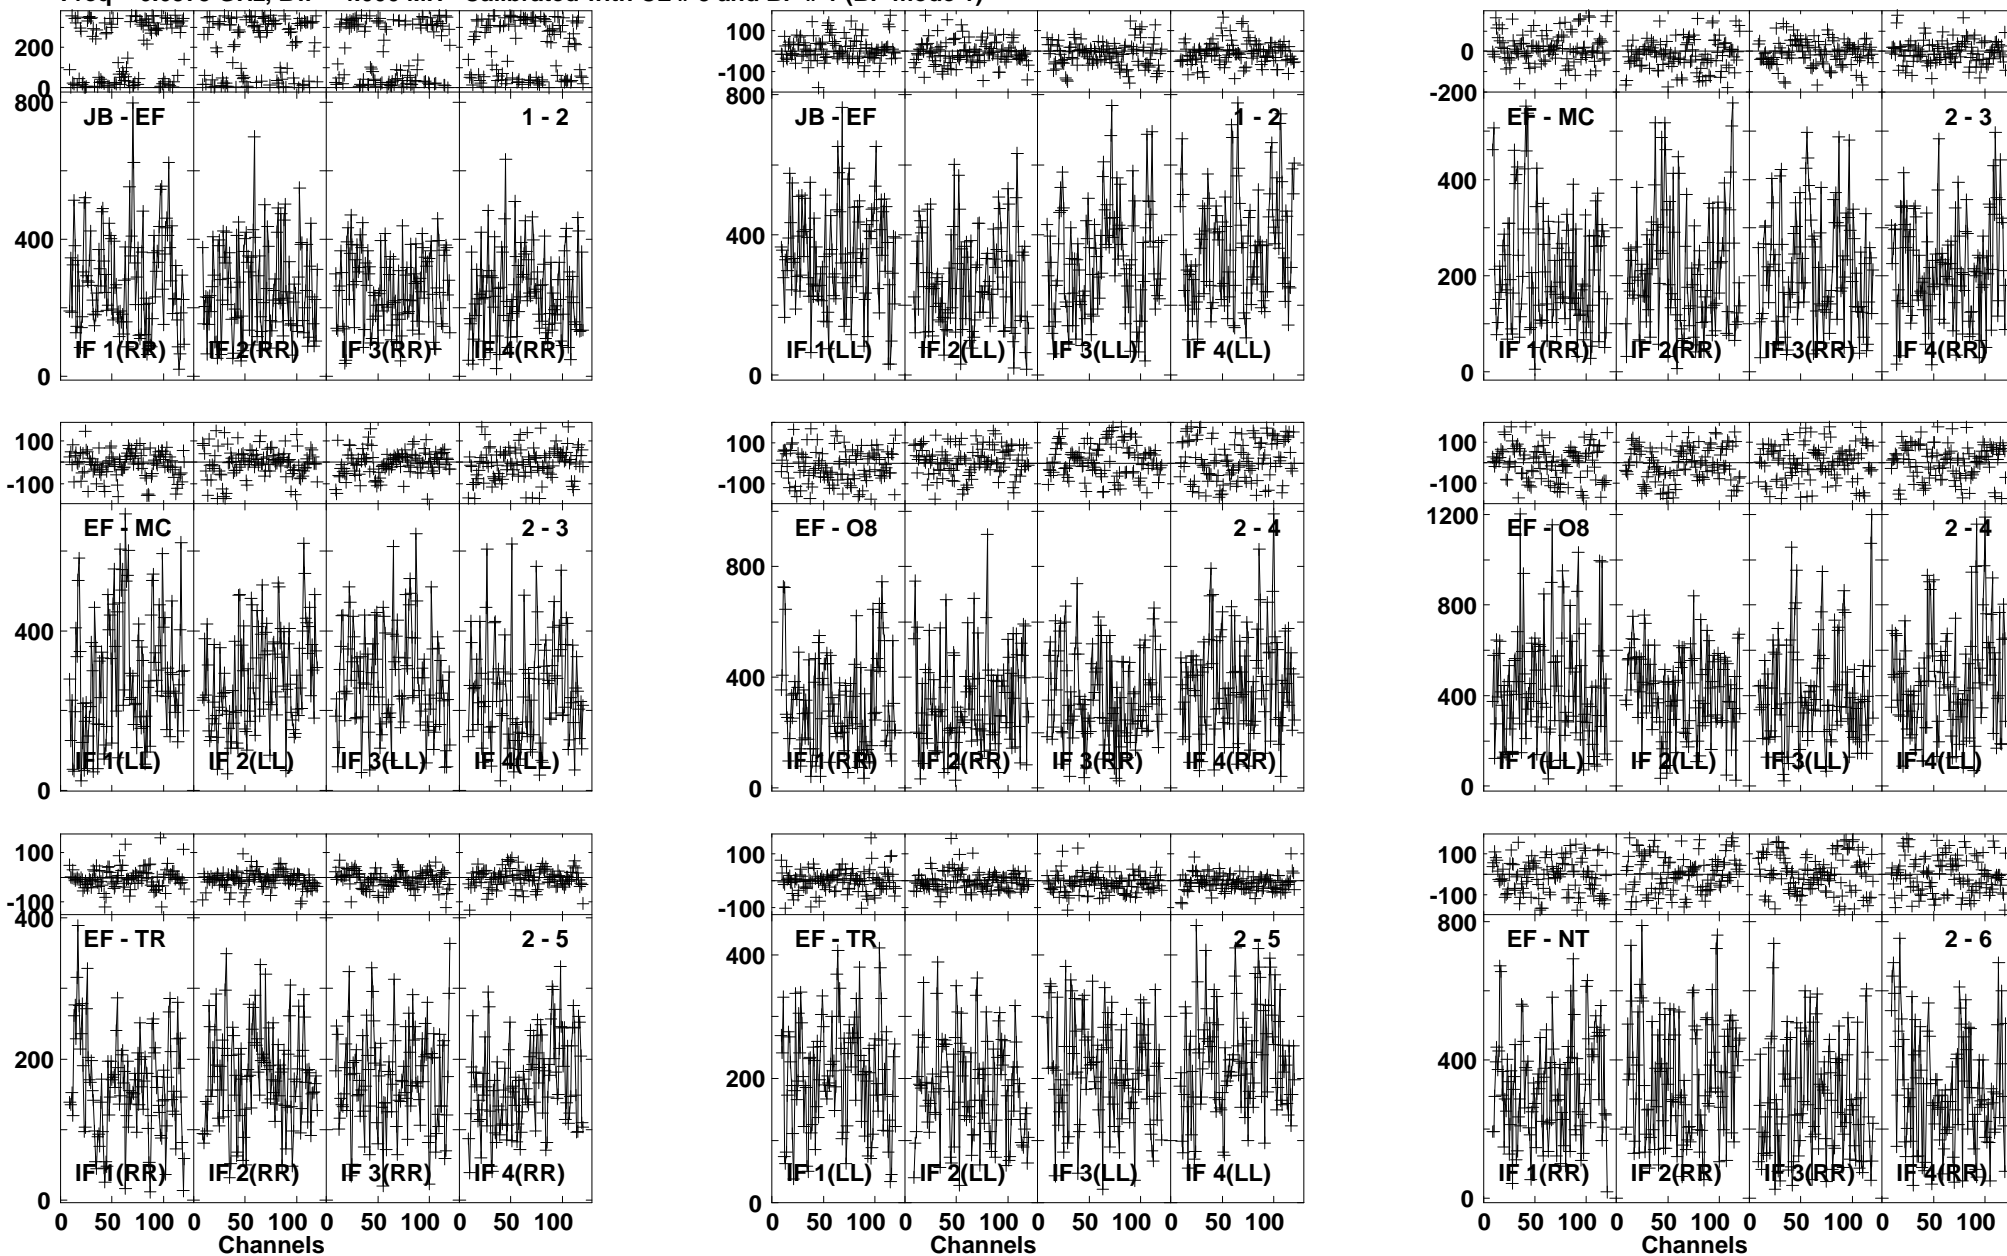 200
0
800
400
0
JB - EF
1 - 2
IF 1(RR)
IF 2(RR)
IF 3(RR)
IF 4(RR)
100
-100
800
400
0
JB - EF
1 - 2
IF 1(LL)
IF 2(LL)
IF 3(LL)
IF 4(LL)
0
-200
400
200
0
EF - MC
2 - 3
IF 1(RR)
IF 2(RR)
IF 3(RR)
IF 4(RR)
100
-100
400
0
EF - MC
2 - 3
IF 1(LL)
IF 2(LL)
IF 3(LL)
IF 4(LL)
100
-100
800
400
0
EF - O8
2 - 4
IF 1(RR)
IF 2(RR)
IF 3(RR)
IF 4(RR)
100
-100
1200
800
400
0
EF - O8
2 - 4
IF 1(LL)
IF 2(LL)
IF 3(LL)
IF 4(LL)
100
-100
400
200
0
EF - TR
2 - 5
IF 1(RR)
IF 2(RR)
IF 3(RR)
IF 4(RR)
0 50 100 0 50 100 0 50 100 0 50 100
Channels
100
-100
400
200
0
EF - TR
2 - 5
IF 1(LL)
IF 2(LL)
IF 3(LL)
IF 4(LL)
0 50 100 0 50 100 0 50 100 0 50 100
Channels
100
-100
800
400
0
EF - NT
2 - 6
IF 1(RR)
IF 2(RR)
IF 3(RR)
IF 4(RR)
0 50 100 0 50 100 0 50 100 0 50 100
Channels